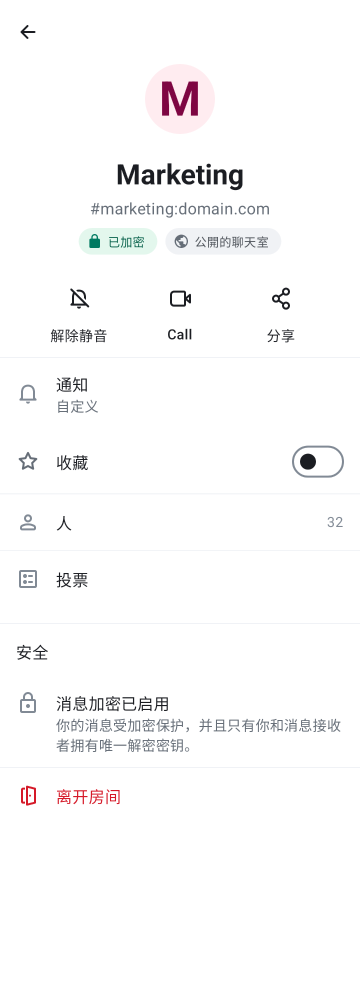 M
Marketing
#marketing:domain.com
已加密
公開的聊天室
解除静音
Call
分享
通知
自定义
收藏
人
32
投票
安全
消息加密已启用
你的消息受加密保护，并且只有你和消息接收
者拥有唯一解密密钥。
离开房间